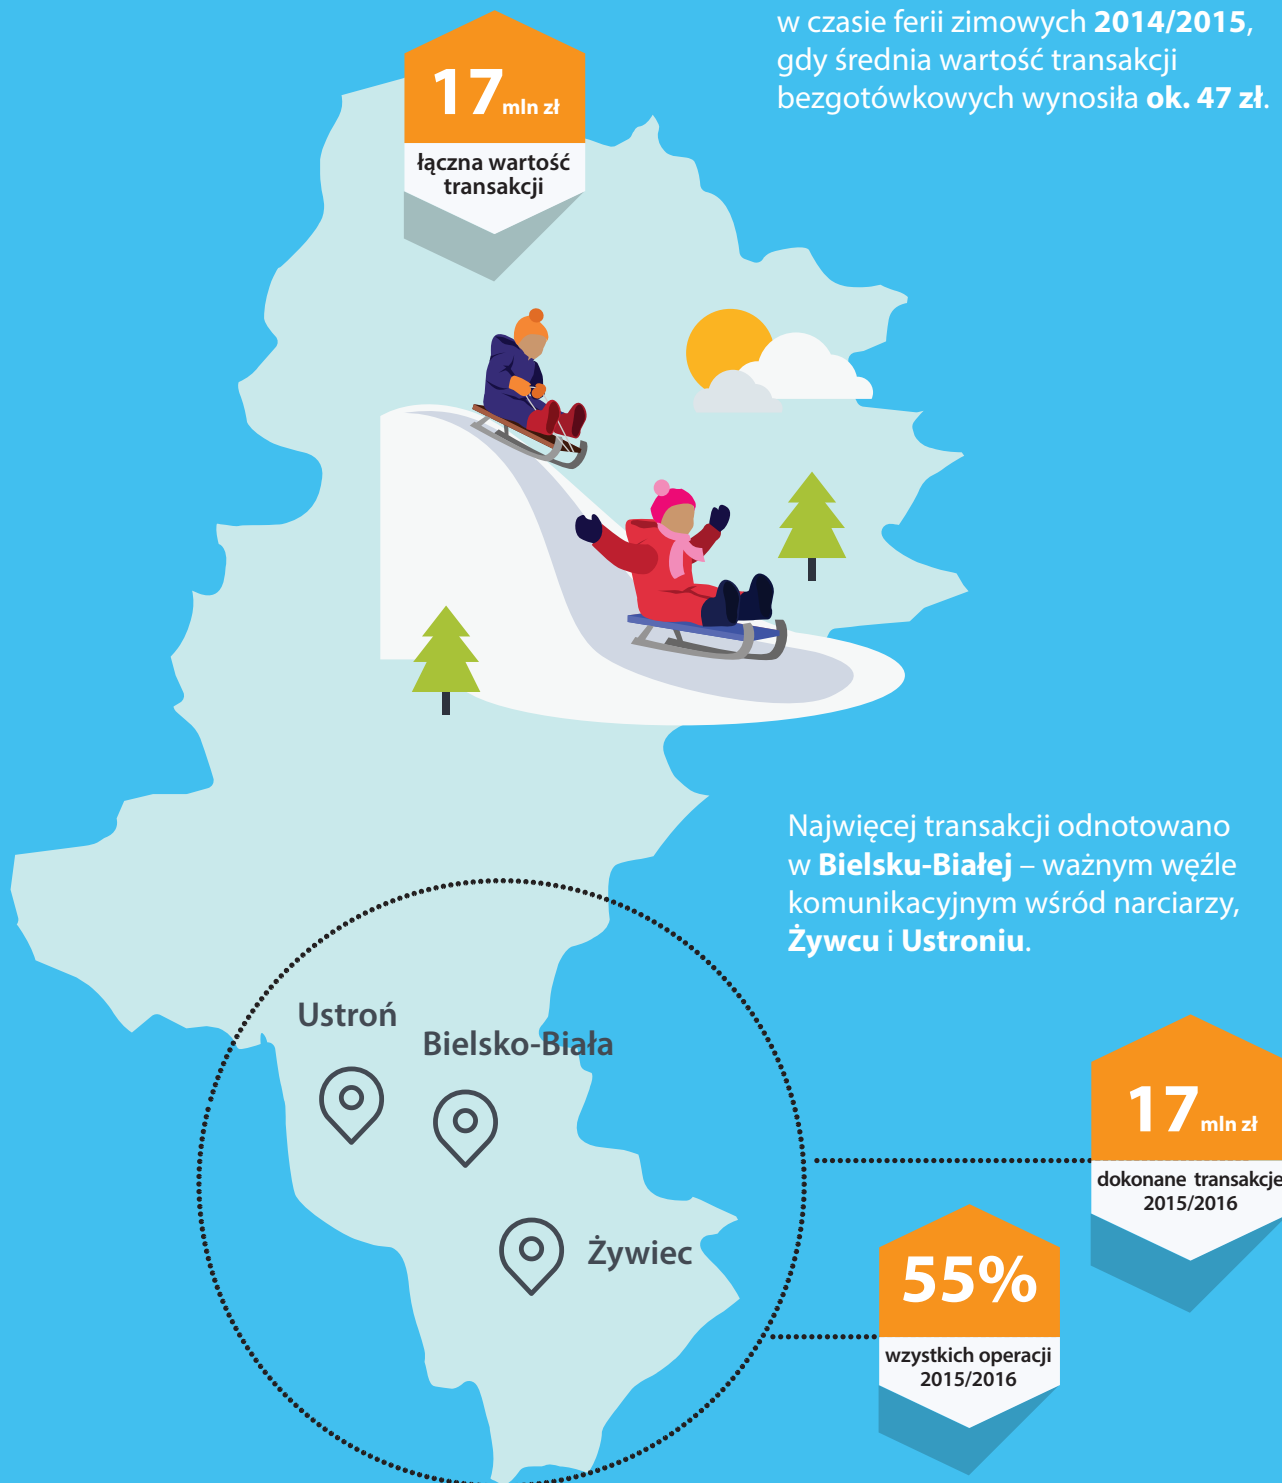 w czasie ferii zimowych 2014/2015,
gdy średnia wartość transakcji
bezgotówkowych wynosiła ok. 47 zł.
17 mln zł
łączna wartość
transakcji
Najwięcej transakcji odnotowano
w Bielsku-Białej – ważnym węźle
komunikacyjnym wśród narciarzy,
Żywcu i Ustroniu.
Ustroń
Bielsko-Biała
Żywiec
17 mln zł
dokonane transakcje
2015/2016
55%
wzystkich operacji
2015/2016